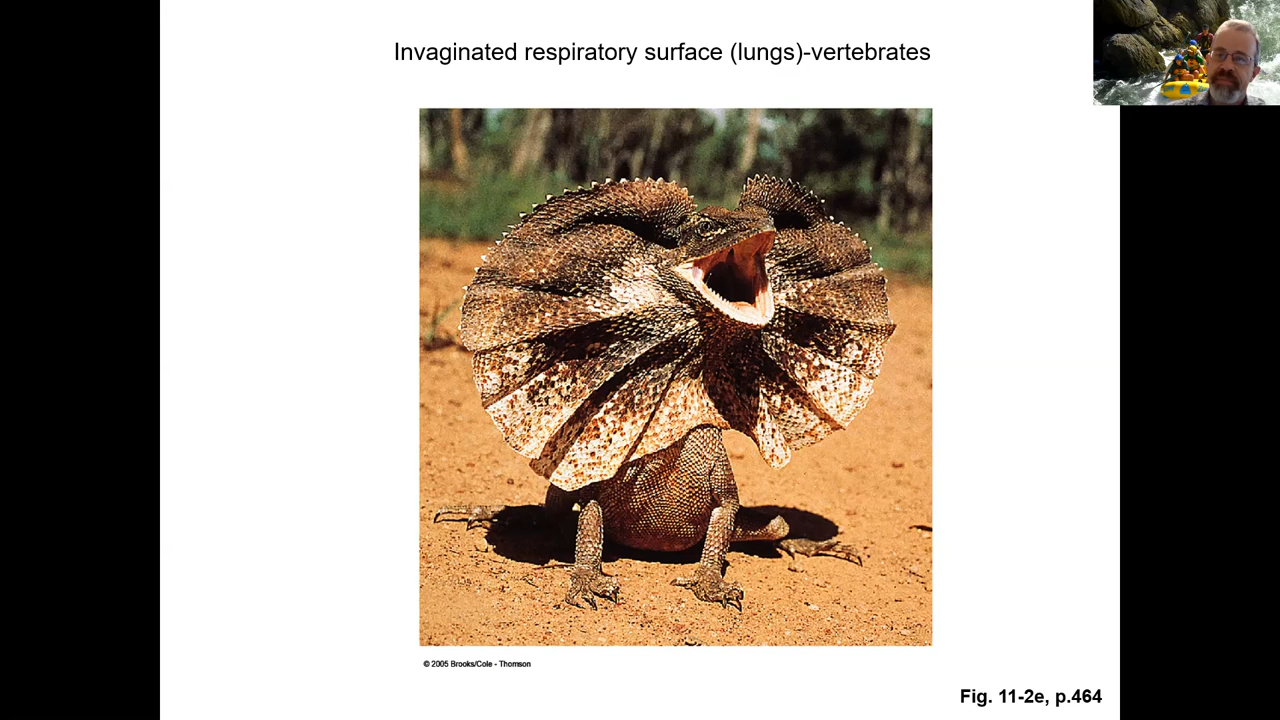 Invaginated respiratory surface (lungs)-vertebrates
© 2005 Brooks/Cole - Thomson
Fig. 11-2e, p.464